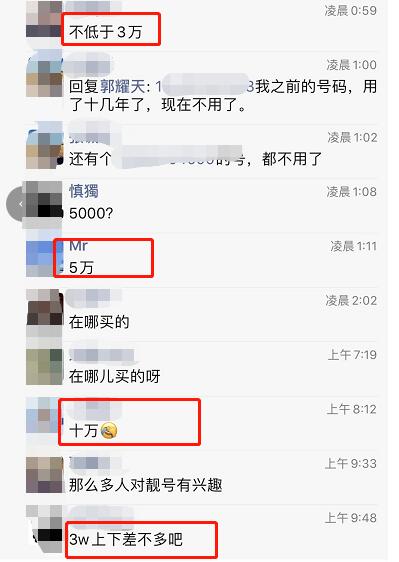 凌晨 0:59
不低于3万
凌晨 1:00
回复郭耀天: 1 3我之前的号码，用
了十几年了，现在不用了。
凌晨 1:02
还有个 的号，都不用了
慎獨
凌晨 1:08
5000?
Mr
凌晨 1:11
5万
凌晨 2:02
在哪买的
上午 7:19
在哪儿买的呀
上午 8:12
十万
上午 9:33
那么多人对靓号有兴趣
上午 9:48
3w上下差不多吧